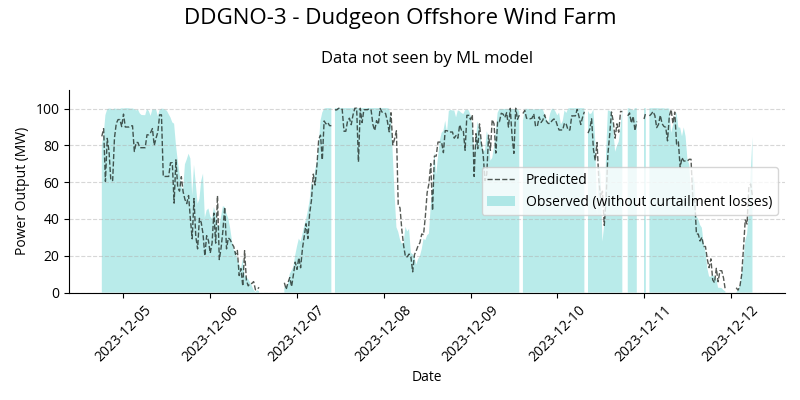 DDGNO-3 - Dudgeon Offshore Wind Farm
Data not seen by ML model
Power Output (MW)
100
80
60
40
20
0
Predicted
Observed (without curtailment losses)
2023-12-05
2023-12-06
2023-12-07
2023-12-08
2023-12-09
2023-12-10
2023-12-11
2023-12-12
Date